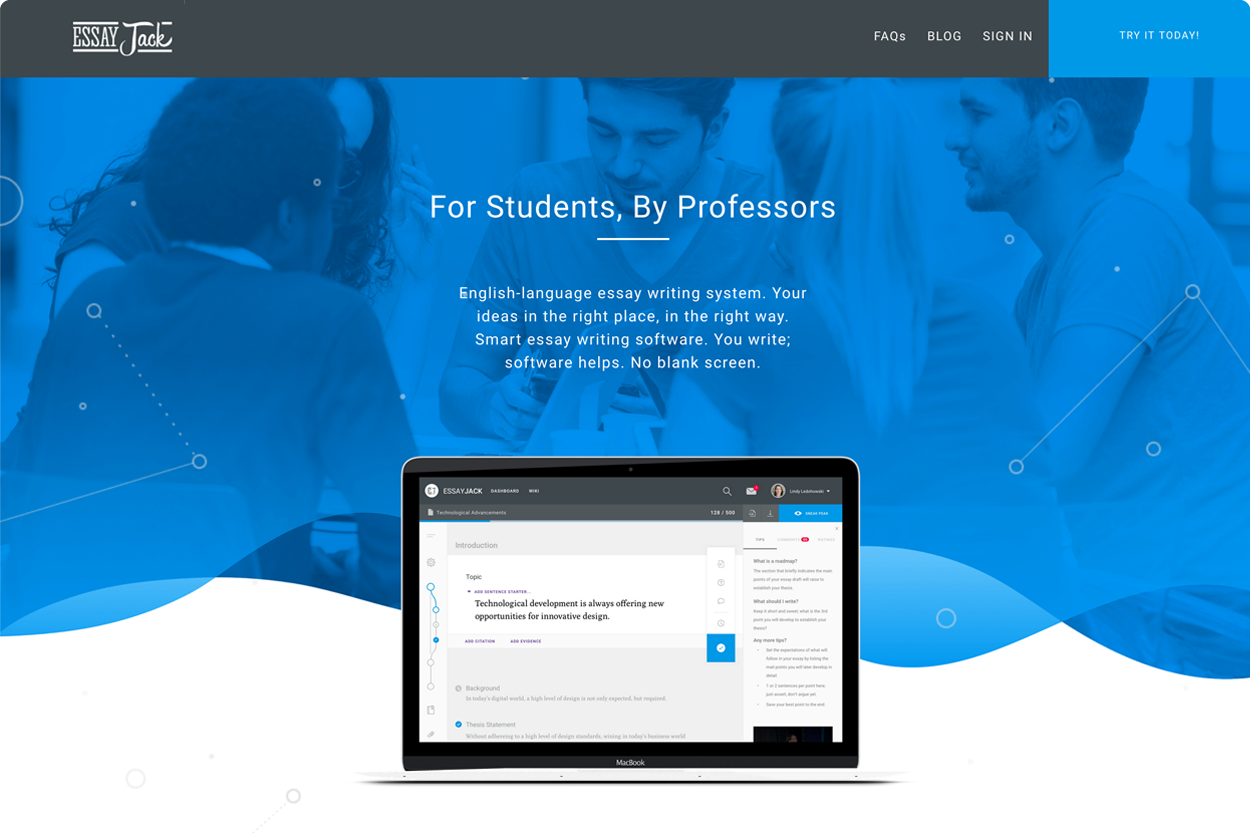 ESSAY Jack
FAQs BLOG SIGN IN TRY IT TODAY!
For Students, By Professors
English-language essay writing system. Your
ideas in the right place, in the right way.
Smart essay writing software. You write;
software helps. No blank screen.
ESSAYJACK DASHBOARD WIKI Lindy Ledohowski
Technological Advancements 128 / 500 SNEAK PEAK
Introduction
Topic
ADD SENTENCE STARTER...
Technological development is always offering new
opportunities for innovative design.
ADD CITATION ADD EVIDENCE
Background
In today's digital world, a high level of design is not only expected, but required.
Thesis Statement
Without adhering to a high level of design standards, wining in today's business world
TIPS COMMENTS REVIEWS
What is a roadmap?
The section that briefly indicates the main
points of your essay draft will raise to
establish your thesis.
What should I write?
Keep it short and sweet: what is the 3rd
point you will develop to establish your
thesis?
Any more tips?
Set the expectations of what will
follow in your essay by listing the
mail points you will later develop in
detail
1 or 2 sentences per point here,
just assert, don't argue yet
Save your best point to the end.
MacBook